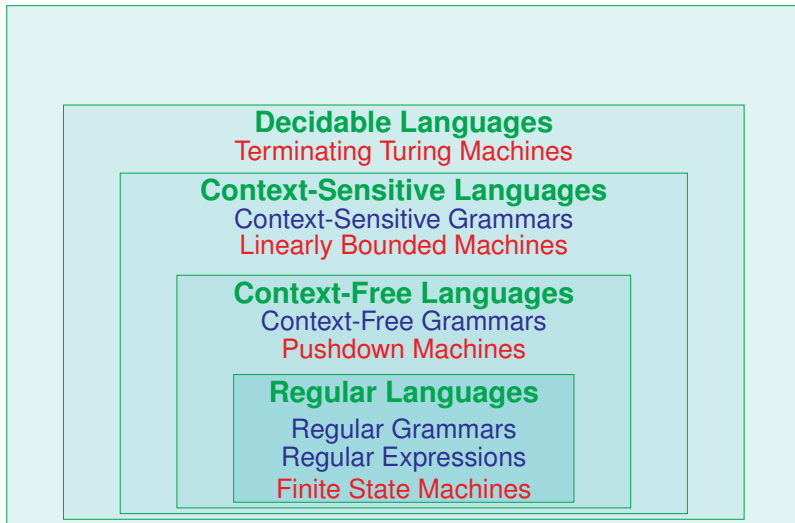 Decidable Languages
Terminating Turing Machines
Context-Sensitive Languages
Context-Sensitive Grammars
Linearly Bounded Machines
Context-Free Languages
Context-Free Grammars
Pushdown Machines
Regular Languages
Regular Grammars
Regular Expressions
Finite State Machines